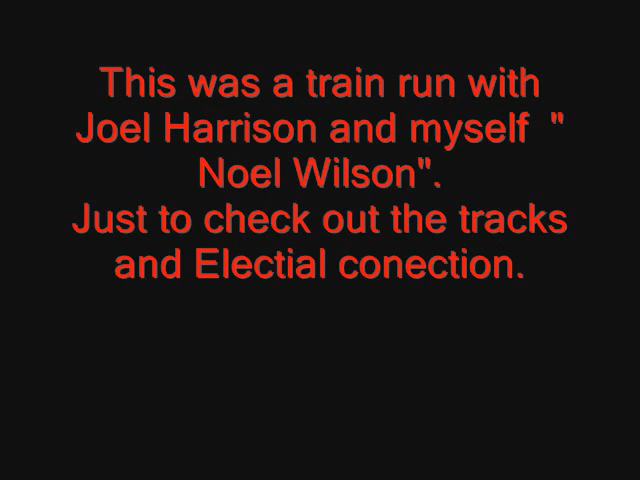 This was a train run with
Joel Harrison and myself  "
Noel Wilson".
Just to check out the tracks
and Electial conection.